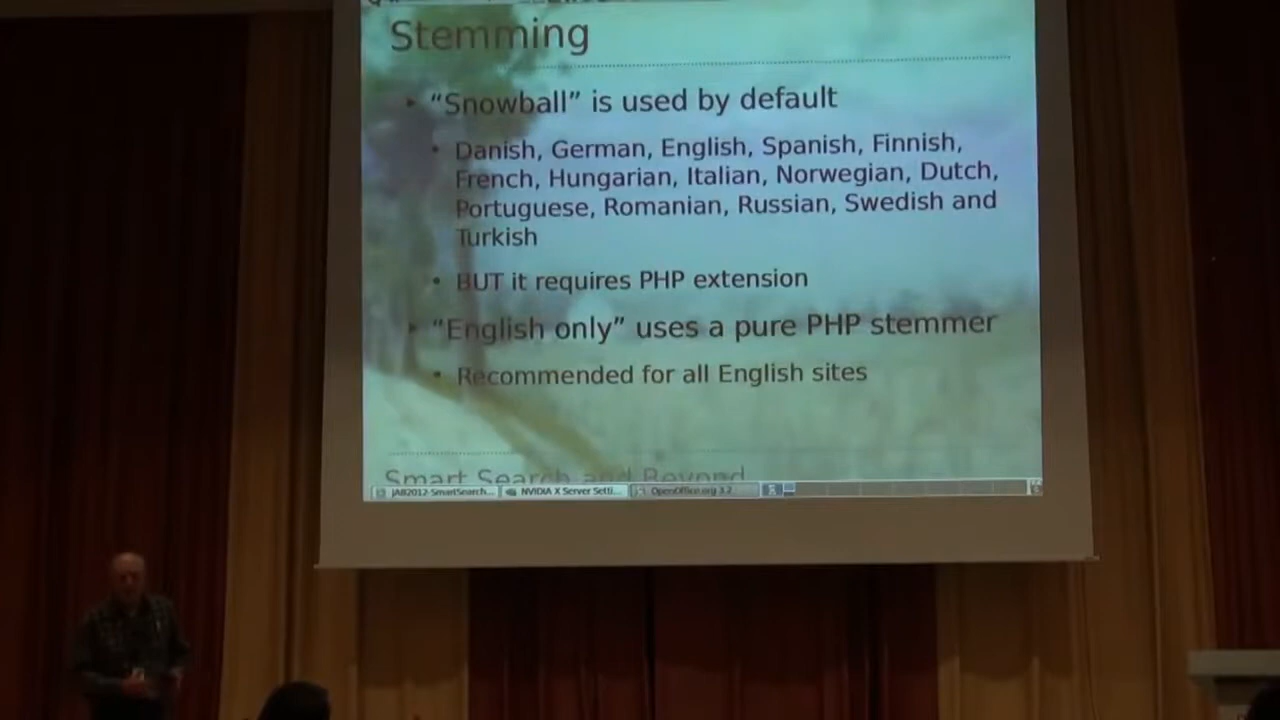 Stemming
“Snowball” is used by default
Danish, German, English, Spanish, Finnish,
French, Hungarian, Italian, Norwegian, Dutch,
Portuguese, Romanian, Russian, Swedish and
Turkish
BUT it requires PHP extension
“English only” uses a pure PHP stemmer
Recommended for all English sites
Smart Search and Beyond
JAB2012-SmartSearch... NVIDIA X Server Setti... OpenOffice.org 3.2